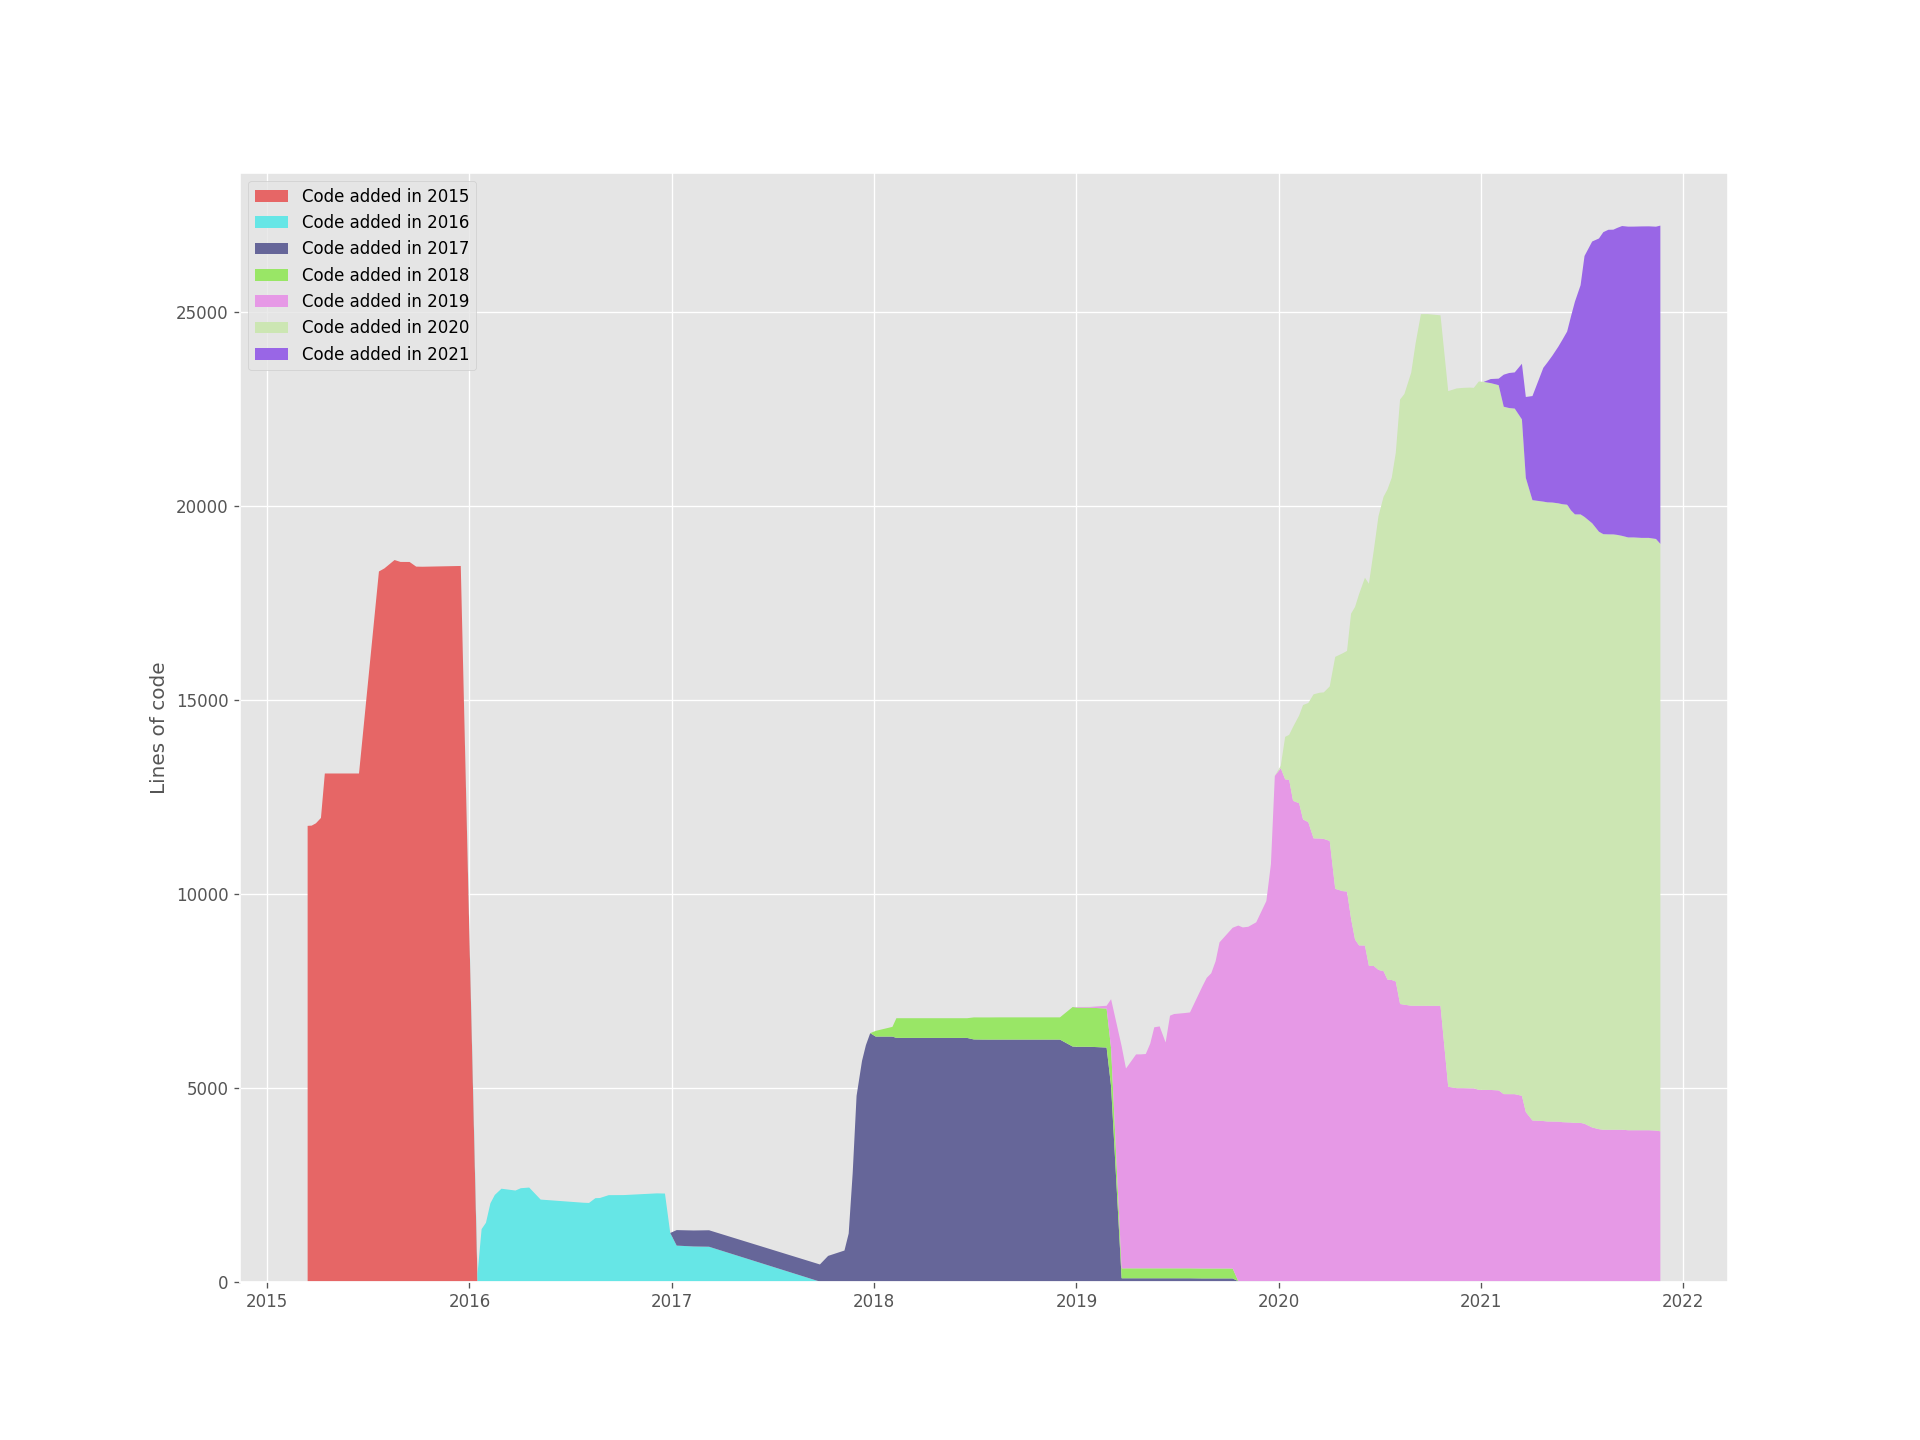 Code added in 2015
Code added in 2016
Code added in 2017
Code added in 2018
Code added in 2019
Code added in 2020
Code added in 2021
Lines of code
25000
20000
15000
10000
5000
0
2015 2016 2017 2018 2019 2020 2021 2022